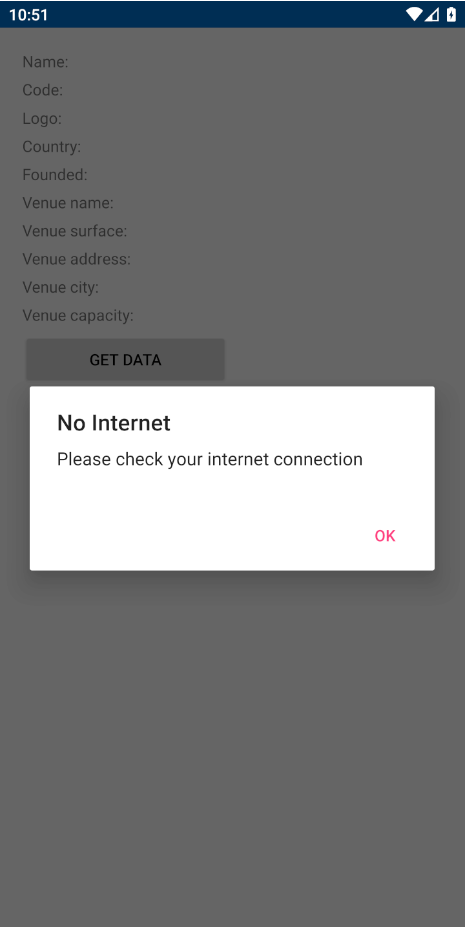 10:51
Name:
Code:
Logo:
Country:
Founded:
Venue name:
Venue surface:
Venue address:
Venue city:
Venue capacity:
GET DATA
No Internet
Please check your internet connection
OK